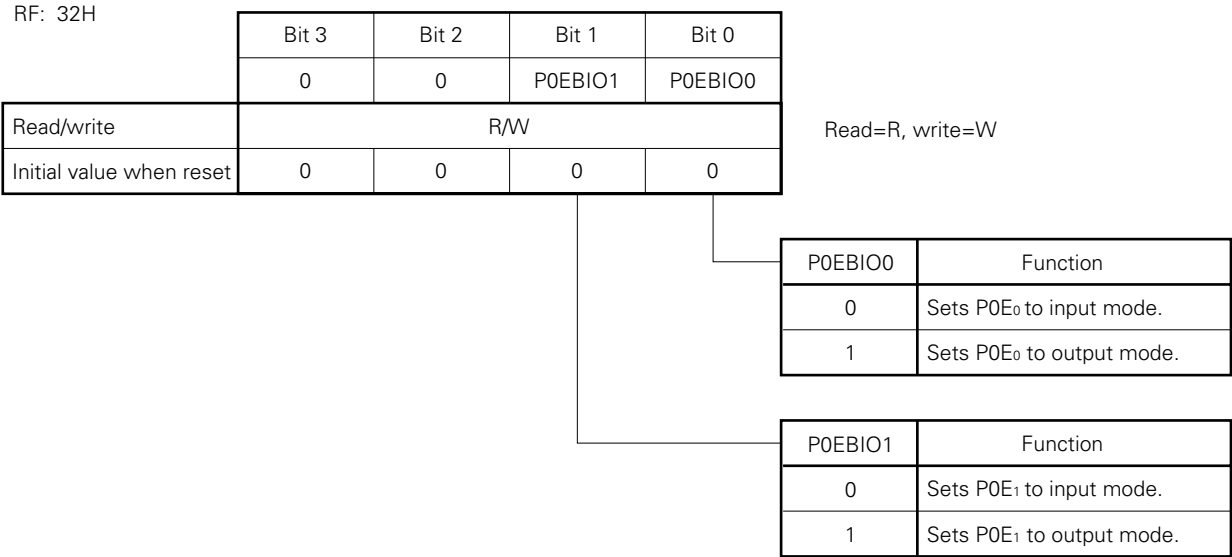 RF: 32H
Bit 3 Bit 2 Bit 1 Bit 0
0 0 P0EBIO1 P0EBIO0
Read/write R/W Read=R, write=W
Initial value when reset 0 0 0 0
P0EBIO0 Function
0 Sets P0E₀ to input mode.
1 Sets P0E₀ to output mode.
P0EBIO1 Function
0 Sets P0E₁ to input mode.
1 Sets P0E₁ to output mode.